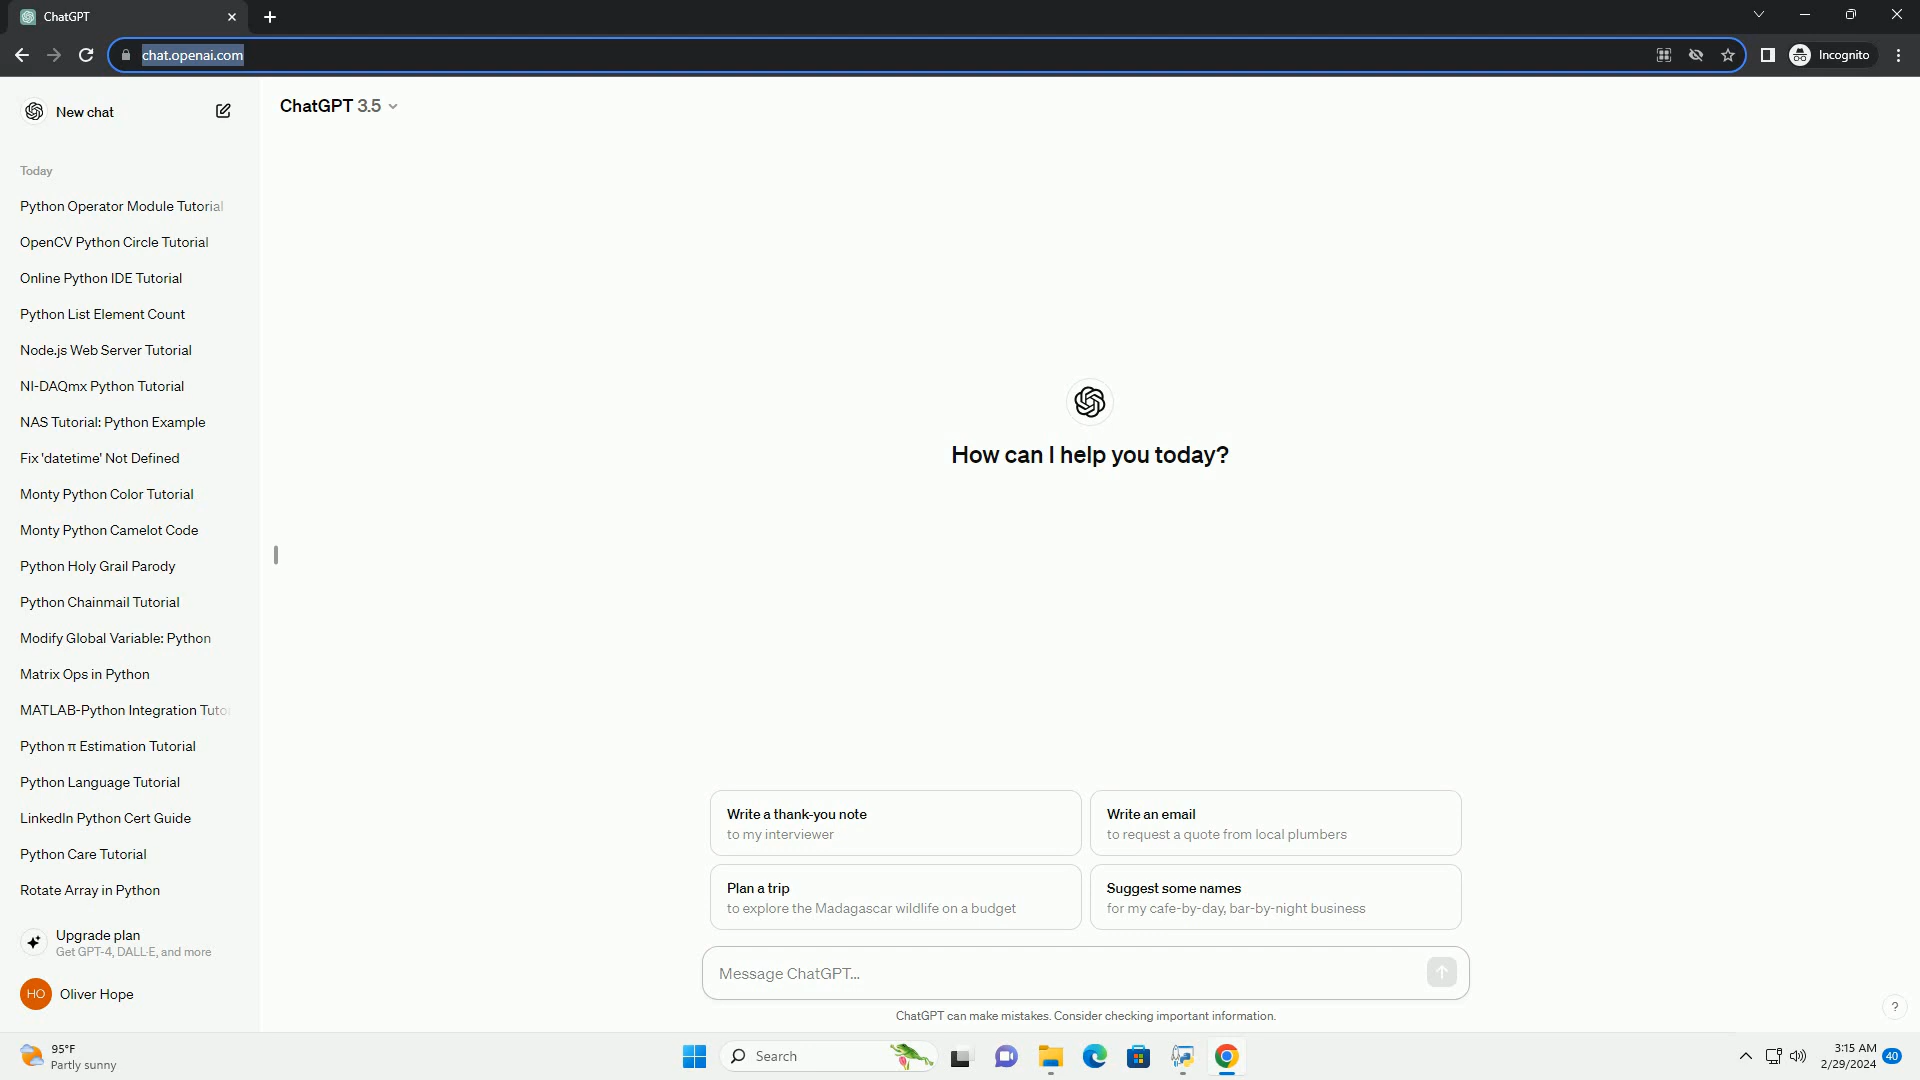 ChatGPT
chat.openai.com
Incognito
New chat
ChatGPT 3.5
Today
Python Operator Module Tutorial
OpenCV Python Circle Tutorial
Online Python IDE Tutorial
Python List Element Count
Node.js Web Server Tutorial
NI-DAQmx Python Tutorial
NAS Tutorial: Python Example
Fix 'datetime' Not Defined
Monty Python Color Tutorial
Monty Python Camelot Code
Python Holy Grail Parody
Python Chainmail Tutorial
Modify Global Variable: Python
Matrix Ops in Python
MATLAB-Python Integration Tuto
Python π Estimation Tutorial
Python Language Tutorial
LinkedIn Python Cert Guide
Python Care Tutorial
Rotate Array in Python
Upgrade plan
Get GPT-4, DALL·E, and more
HO Oliver Hope
How can I help you today?
Write a thank-you note
to my interviewer
Write an email
to request a quote from local plumbers
Plan a trip
to explore the Madagascar wildlife on a budget
Suggest some names
for my cafe-by-day, bar-by-night business
Message ChatGPT...
ChatGPT can make mistakes. Consider checking important information.
?
95°F
Partly sunny
Search
3:15 AM
2/29/2024
40